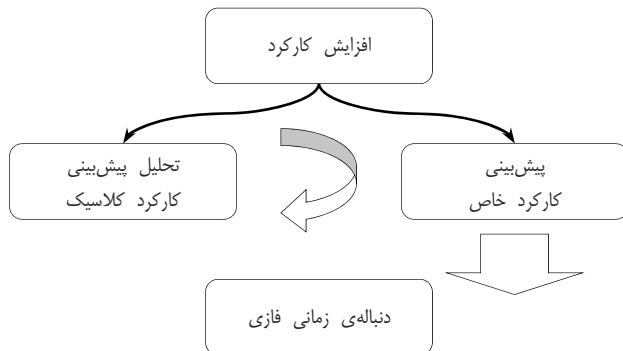 افزایش کارکرد
پیش‌بینی
کارکرد خاص
تحلیل پیش‌بینی
کارکرد کلاسیک
دنباله‌ی زمانی فازی